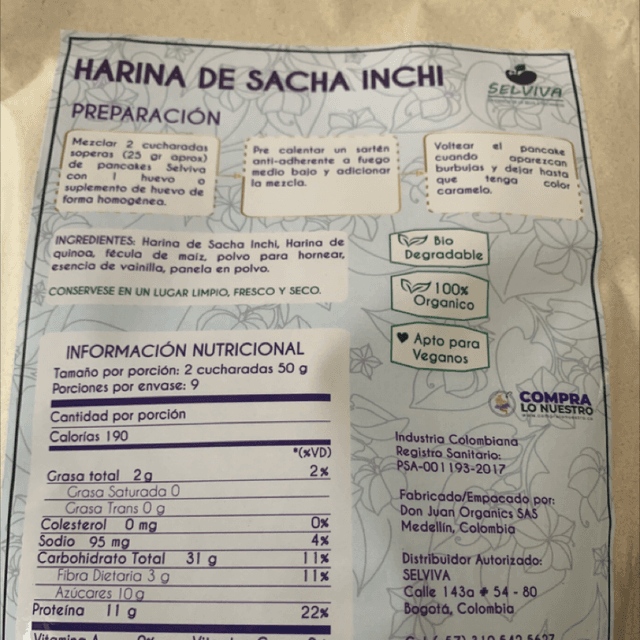 HARINA DE SACHA INCHI
SELVIVA
PREPARACIÓN
Mezclar 2 cucharadas
soperas (25 gr aprox)
de pancakes Selviva
con 1 huevo o
suplemento de huevo de
forma homogénea.
Pre calentar un sartén
anti-adherente a fuego
medio bajo y adicionar
la mezcla.
Voltear el pancake
cuando aparezcan
burbujas y dejar hasta
que tenga color
caramelo.
INGREDIENTES: Harina de Sacha Inchi, Harina de
quinoa, fécula de maíz, polvo para hornear,
esencia de vainilla, panela en polvo.
CONSERVESE EN UN LUGAR LIMPIO, FRESCO Y SECO.
Bio
Degradable
100%
Organico
Apto para
Veganos
INFORMACIÓN NUTRICIONAL
Tamaño por porción: 2 cucharadas 50 g
Porciones por envase: 9
Cantidad por porción
Calorías 190
*(%VD)
Grasa total 2g 2%
Grasa Saturada 0
Grasa Trans 0 g
Colesterol 0 mg 0%
Sodio 95 mg 4%
Carbohidrato Total 31 g 11%
Fibra Dietaria 3 g 11%
Azúcares 10 g
Proteína 11 g 22%
COMPRA
LO NUESTRO
Industria Colombiana
Registro Sanitario:
PSA-001193-2017
Fabricado/Empacado por:
Don Juan Organics SAS
Medellín, Colombia
Distribuidor Autorizado:
SELVIVA
Calle 143a # 54 - 80
Bogotá, Colombia